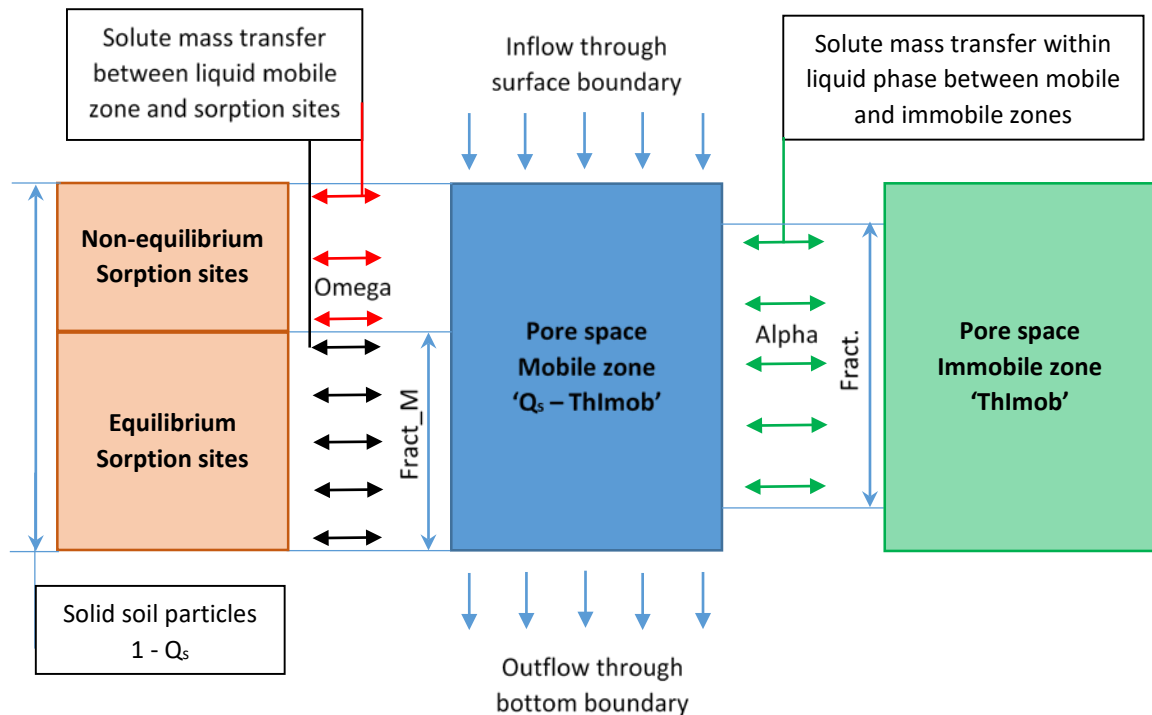 Solute mass transfer
between liquid mobile
zone and sorption sites
Inflow through
surface boundary
Solute mass transfer within
liquid phase between mobile
and immobile zones
Non-equilibrium
Sorption sites
Omega
Equilibrium
Sorption sites
Fract_M
Pore space
Mobile zone
‘Qs – ThImob’
Alpha
Fract.
Pore space
Immobile zone
‘ThImob’
Solid soil particles
1 - Qs
Outflow through
bottom boundary